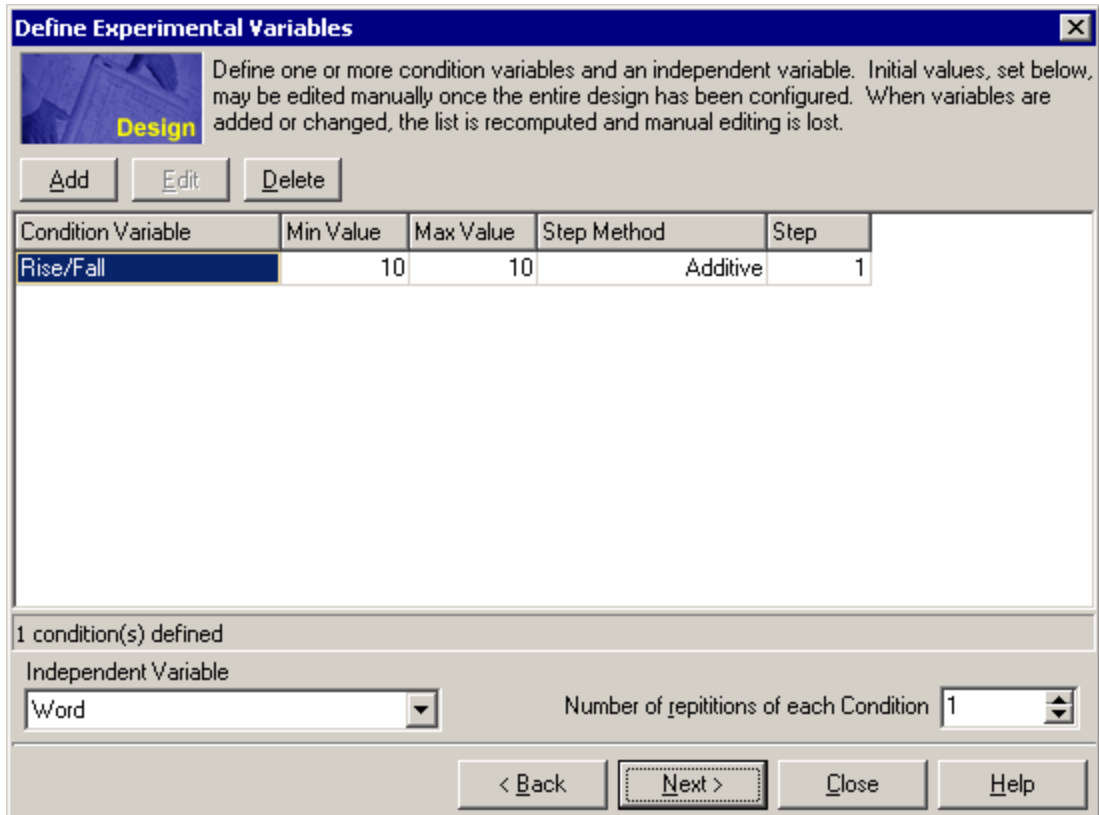 Define Experimental Variables
Define one or more condition variables and an independent variable. Initial values, set below,
may be edited manually once the entire design has been configured. When variables are
added or changed, the list is recomputed and manual editing is lost.
Design
Add Edit Delete
Condition Variable Min Value Max Value Step Method Step
Rise/Fall 10 10 Additive 1
1 condition(s) defined
Independent Variable
Word
Number of repititions of each Condition 1
< Back Next > Close Help